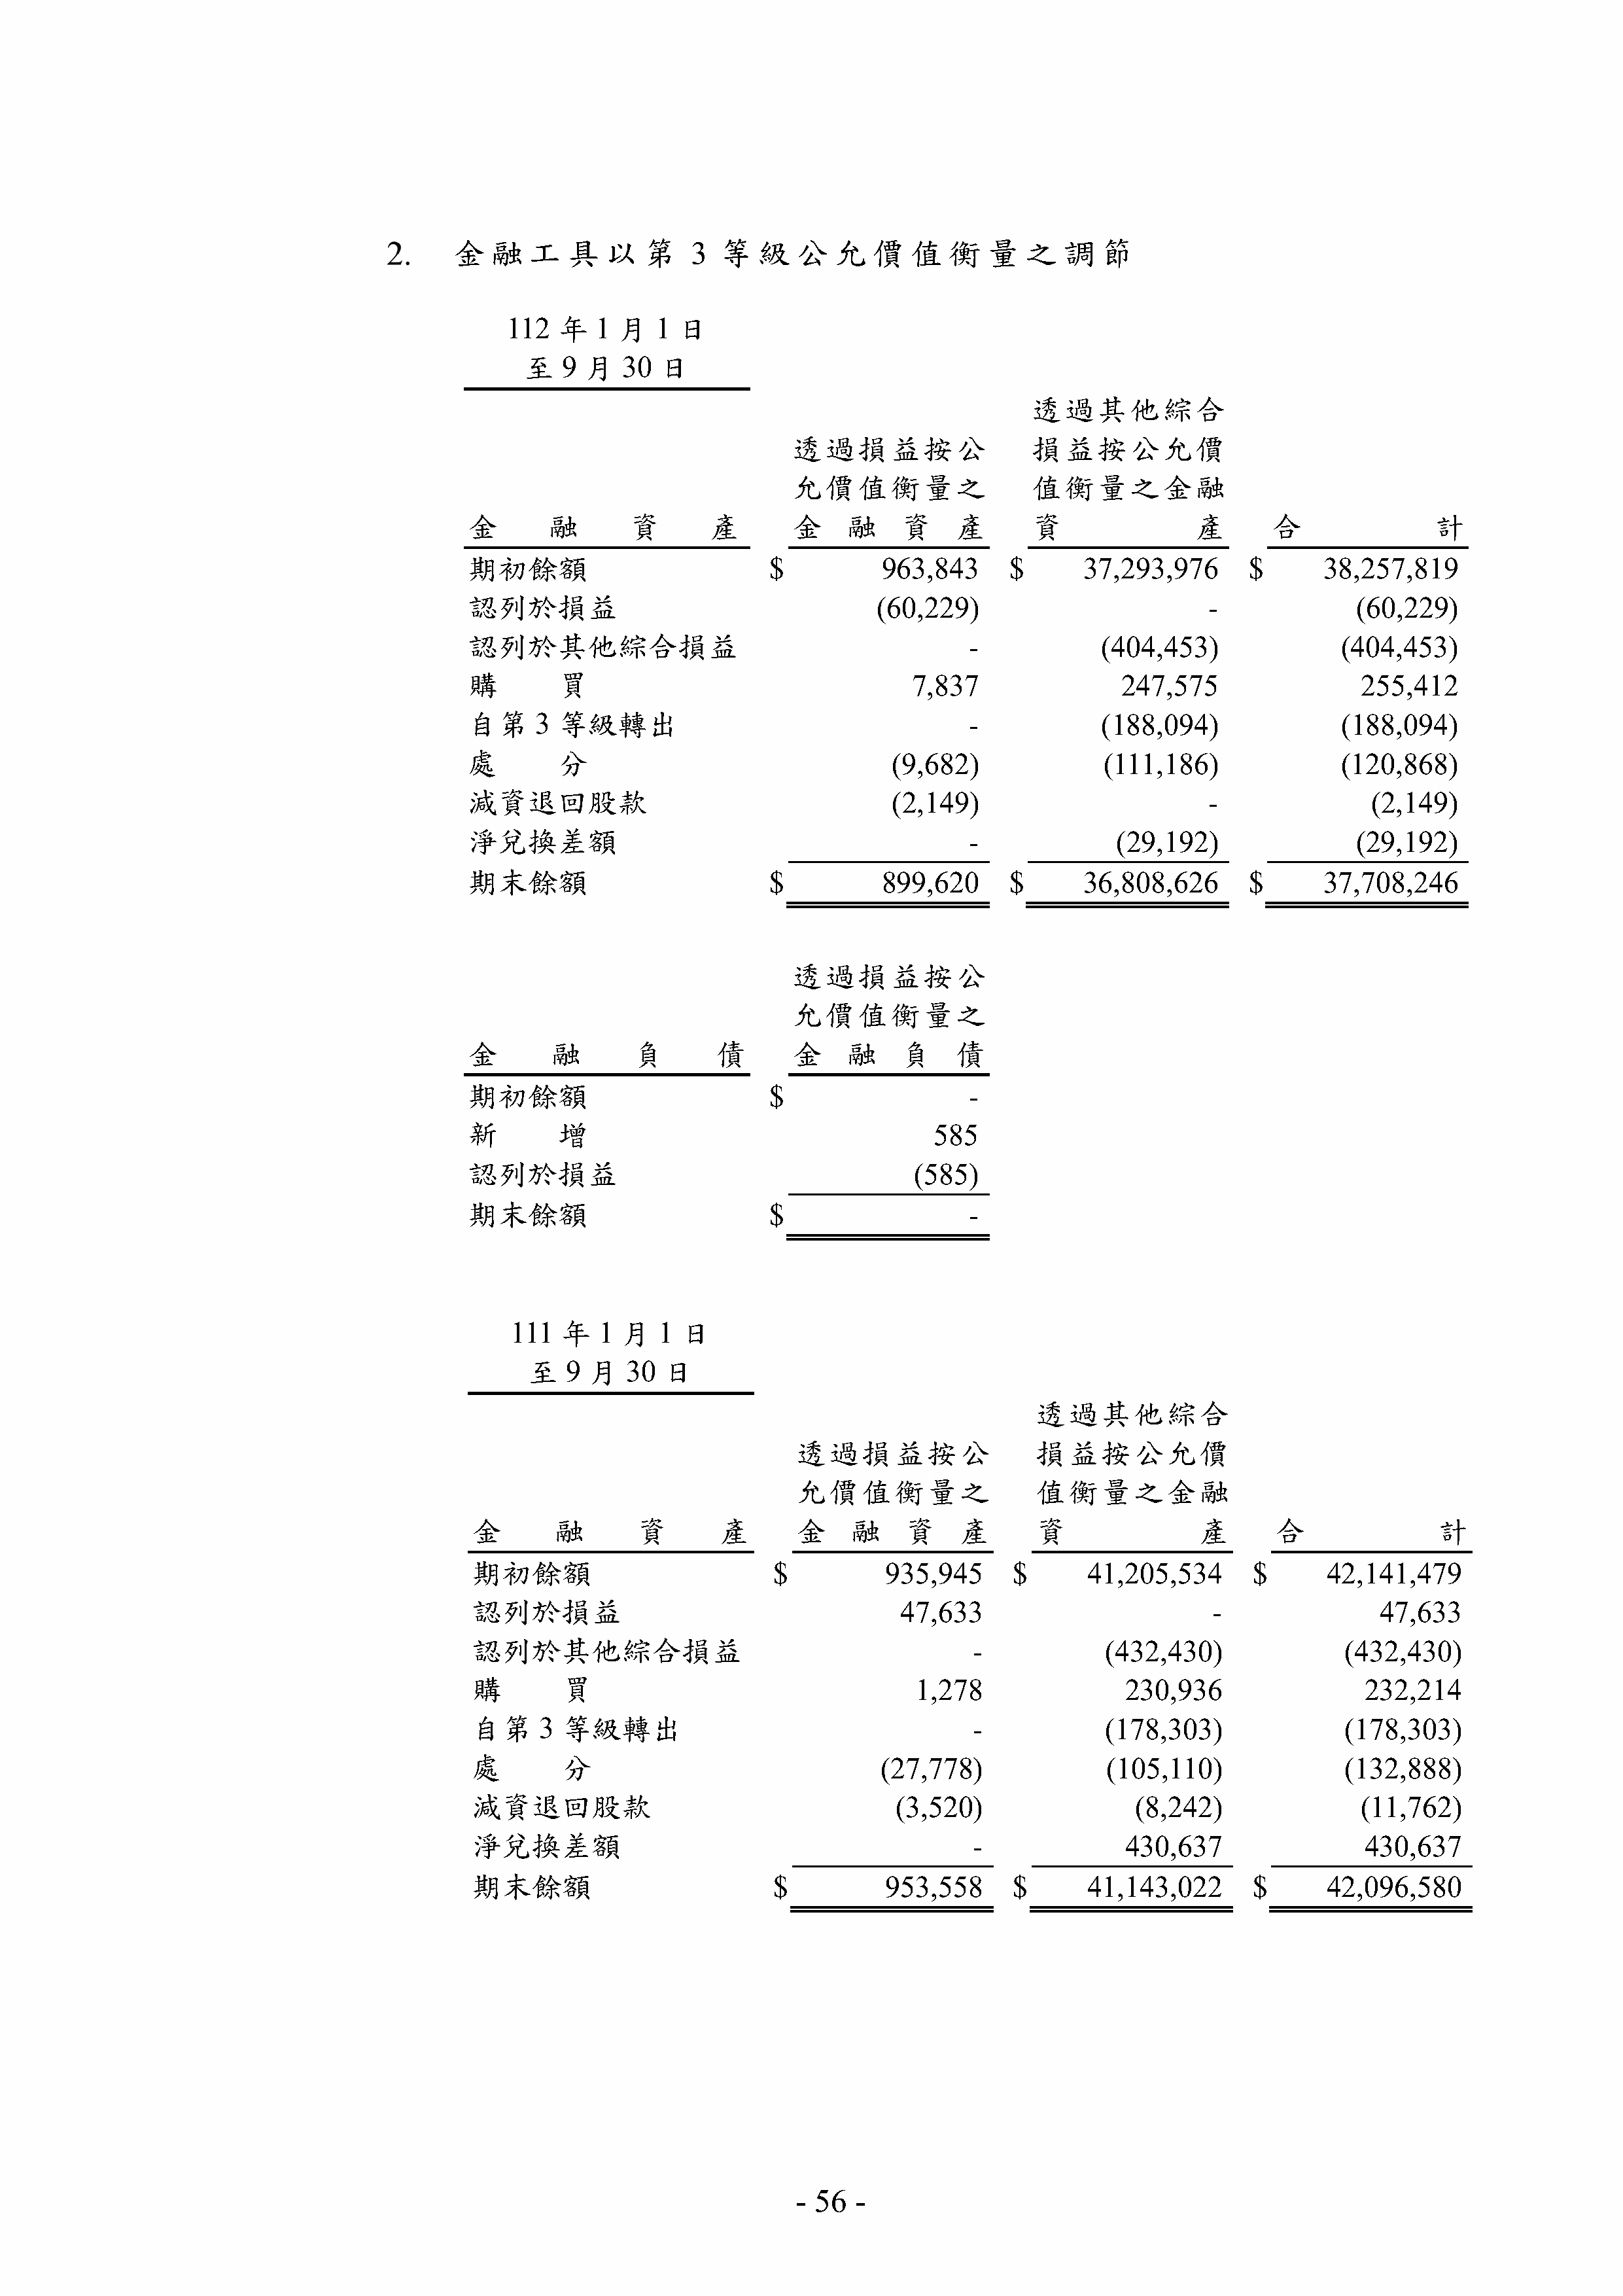 2. 金融工具以第 3 等級公允價值衡量之調節
112 年 1 月 1 日
至 9 月 30 日
透過其他綜合
透過損益按公 損益按公允價
允價值衡量之 值衡量之金融
金融資產 金融資產 資產 合計
期初餘額 $ 963,843 $ 37,293,976 $ 38,257,819
認列於損益 (60,229) - (60,229)
認列於其他綜合損益 - (404,453) (404,453)
購買 7,837 247,575 255,412
自第 3 等級轉出 - (188,094) (188,094)
處分 (9,682) (111,186) (120,868)
減資退回股款 (2,149) - (2,149)
淨兌換差額 - (29,192) (29,192)
期末餘額 $ 899,620 $ 36,808,626 $ 37,708,246
透過損益按公
允價值衡量之
金融負債 金融負債
期初餘額 $ -
新增 585
認列於損益 (585)
期末餘額 $ -
111 年 1 月 1 日
至 9 月 30 日
透過其他綜合
透過損益按公 損益按公允價
允價值衡量之 值衡量之金融
金融資產 金融資產 資產 合計
期初餘額 $ 935,945 $ 41,205,534 $ 42,141,479
認列於損益 47,633 - 47,633
認列於其他綜合損益 - (432,430) (432,430)
購買 1,278 230,936 232,214
自第 3 等級轉出 - (178,303) (178,303)
處分 (27,778) (105,110) (132,888)
減資退回股款 (3,520) (8,242) (11,762)
淨兌換差額 - 430,637 430,637
期末餘額 $ 953,558 $ 41,143,022 $ 42,096,580
- 56 -